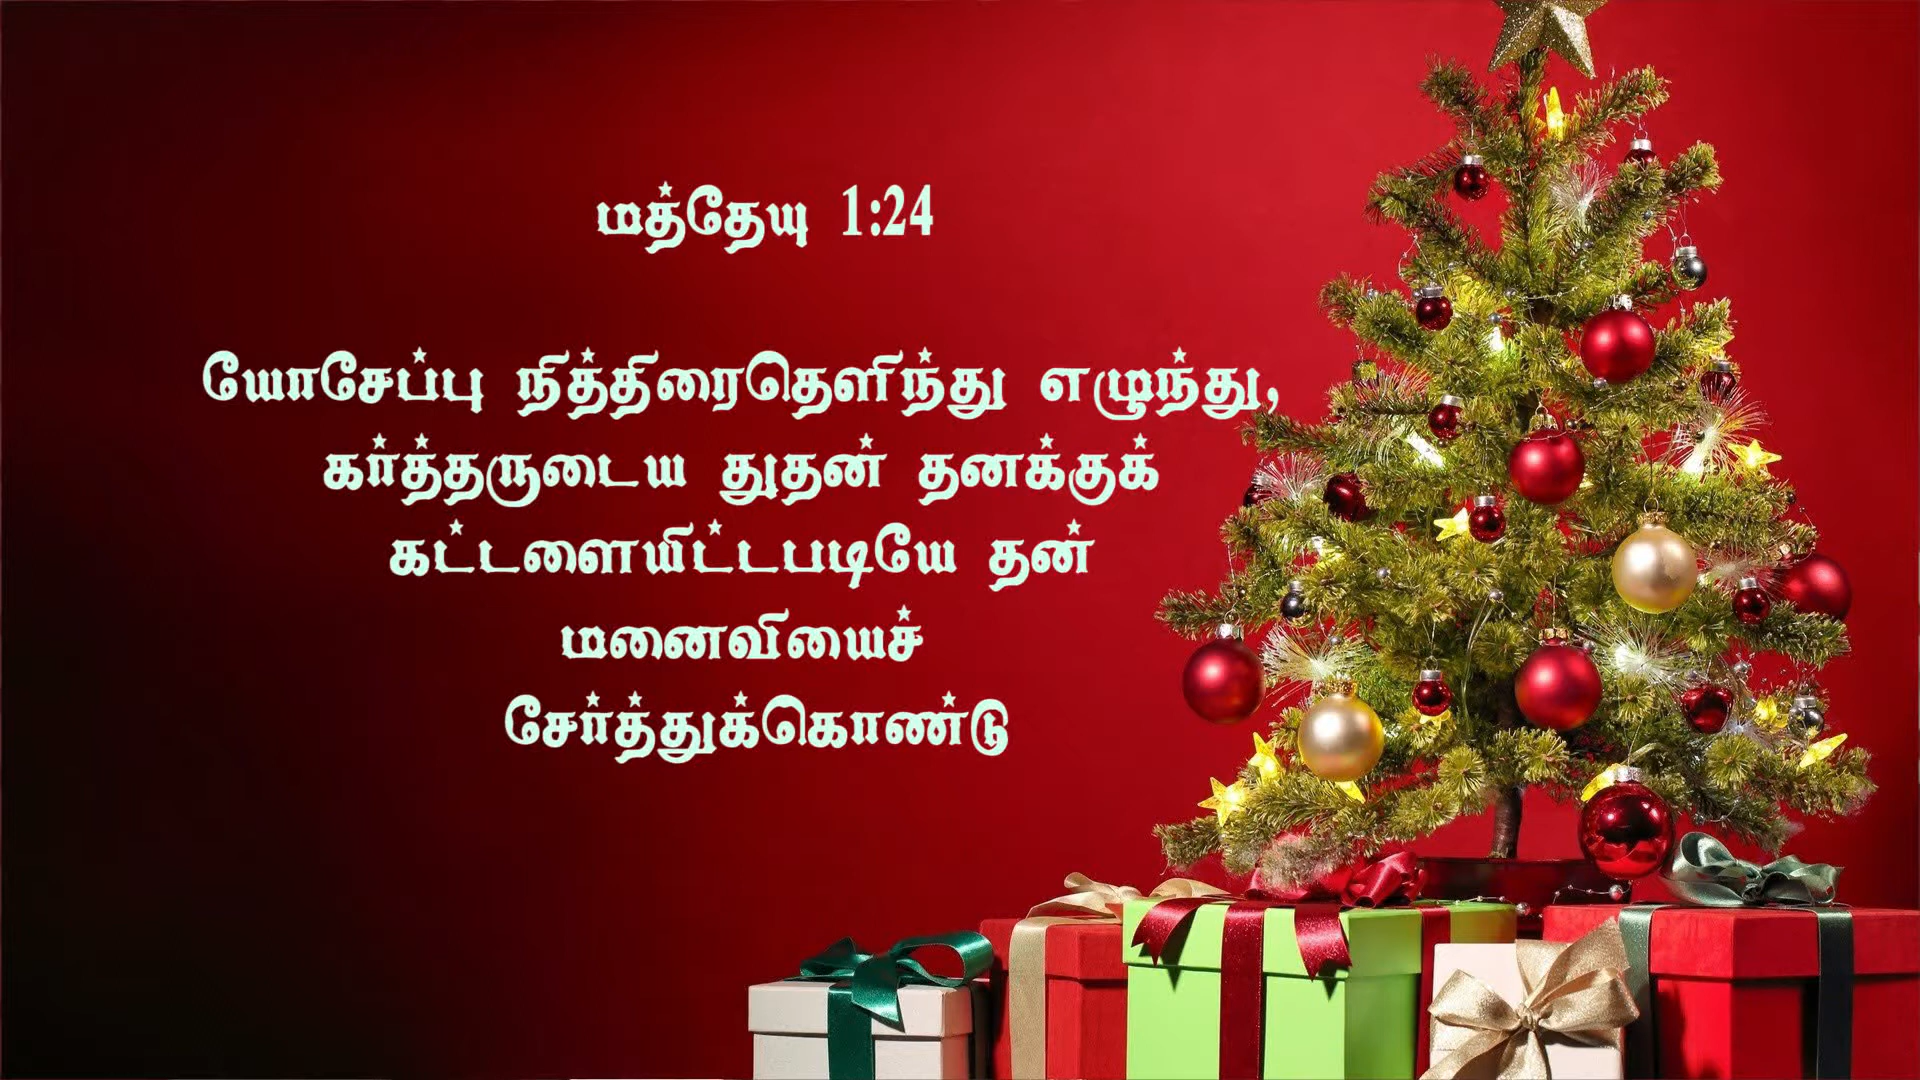 மத்தேயு 1:24
யோசேப்பு நித்திரைதெளிந்து எழுந்து,
கர்த்தருடைய தூதன் தனக்குக்
கட்டளையிட்டபடியே தன்
மனைவியைச்
சேர்த்துக்கொண்டு